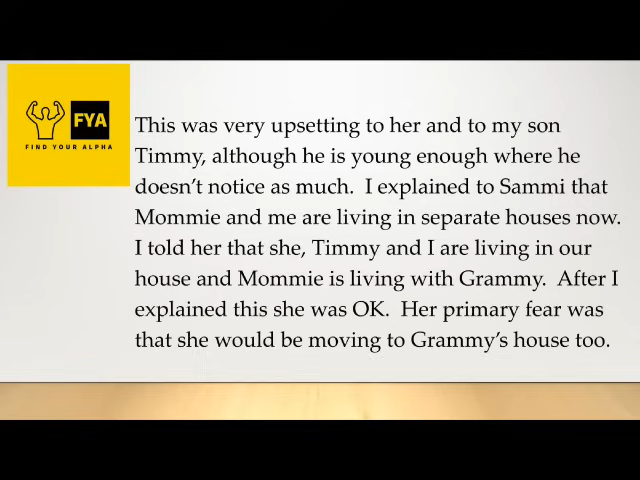 FYA
FIND YOUR ALPHA
This was very upsetting to her and to my son
Timmy, although he is young enough where he
doesn’t notice as much.  I explained to Sammi that
Mommie and me are living in separate houses now.
I told her that she, Timmy and I are living in our
house and Mommie is living with Grammy.  After I
explained this she was OK.  Her primary fear was
that she would be moving to Grammy’s house too.